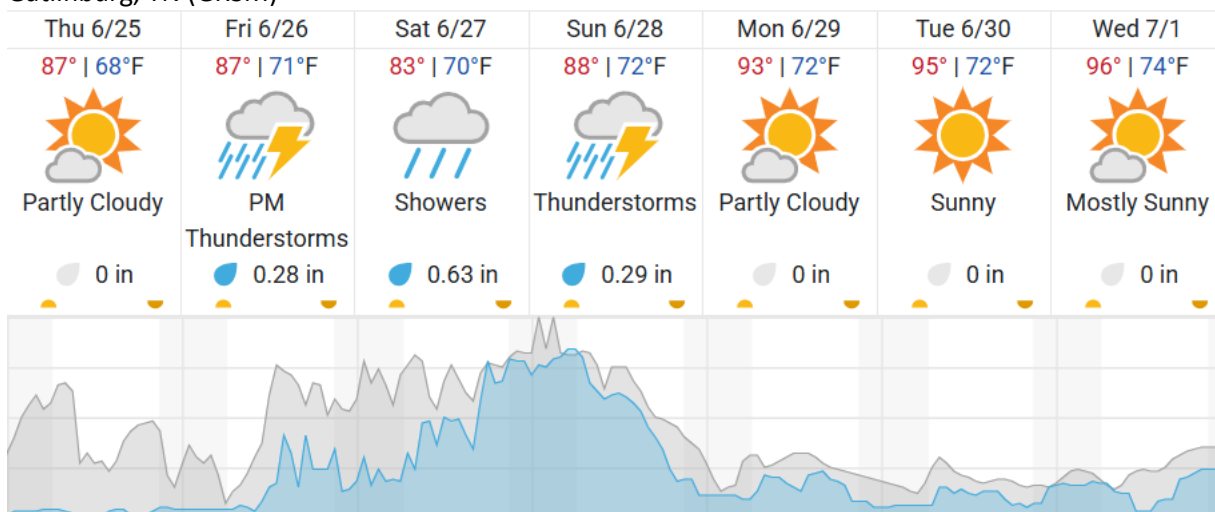 Gatlinburg, TN (GRSM)
Thu 6/25 Fri 6/26 Sat 6/27 Sun 6/28 Mon 6/29 Tue 6/30 Wed 7/1
87° | 68°F 87° | 71°F 83° | 70°F 88° | 72°F 93° | 72°F 95° | 72°F 96° | 74°F
Partly Cloudy PM Showers Thunderstorms Partly Cloudy Sunny Mostly Sunny
Thunderstorms
0 in 0.28 in 0.63 in 0.29 in 0 in 0 in 0 in